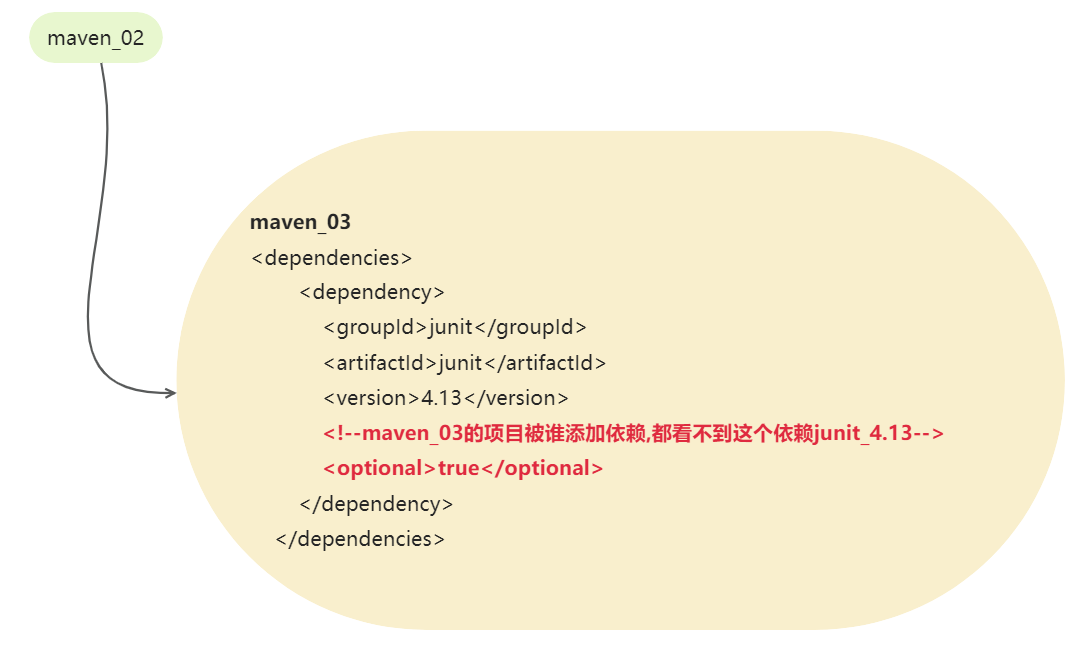 maven_02
maven_03
<dependencies>
<dependency>
<groupId>junit</groupId>
<artifactId>junit</artifactId>
<version>4.13</version>
<!--maven_03的项目被谁添加依赖,都看不到这个依赖junit_4.13-->
<optional>true</optional>
</dependency>
</dependencies>